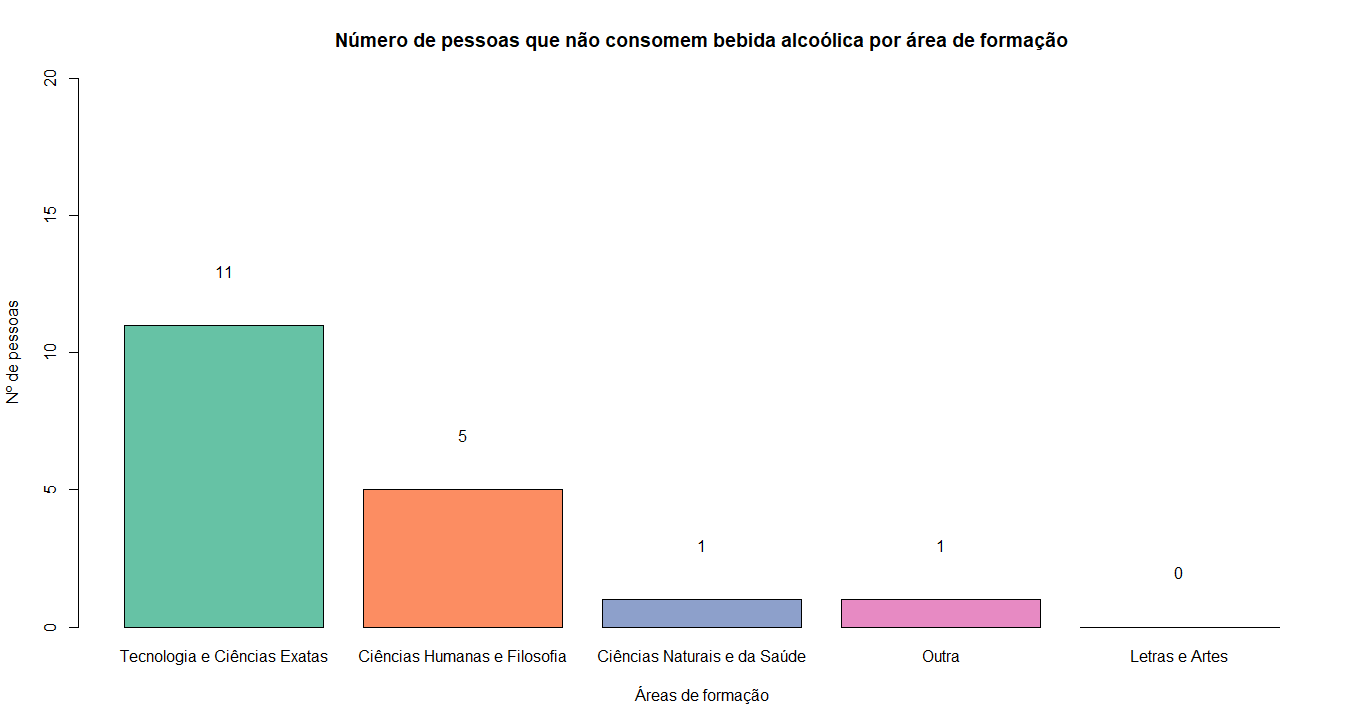 Número de pessoas que não consomem bebida alcoólica por área de formação
20
15
10
5
0
Nº de pessoas
11
5
1
1
0
Tecnologia e Ciências Exatas
Ciências Humanas e Filosofia
Ciências Naturais e da Saúde
Outra
Letras e Artes
Áreas de formação